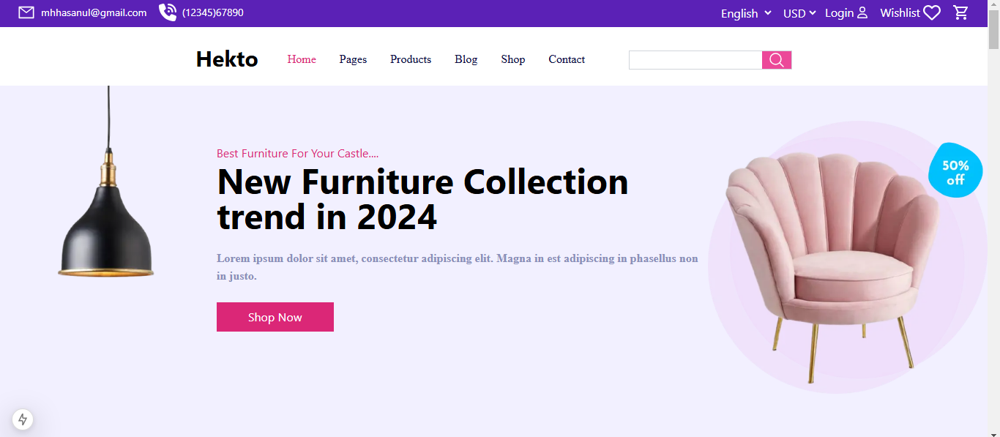 mhhasanul@gmail.com (12345)67890 English USD Login Wishlist
Hekto Home Pages Products Blog Shop Contact
Best Furniture For Your Castle....
New Furniture Collection
trend in 2024
50%
off
Lorem ipsum dolor sit amet, consectetur adipiscing elit. Magna in est adipiscing in phasellus non
in justo.
Shop Now